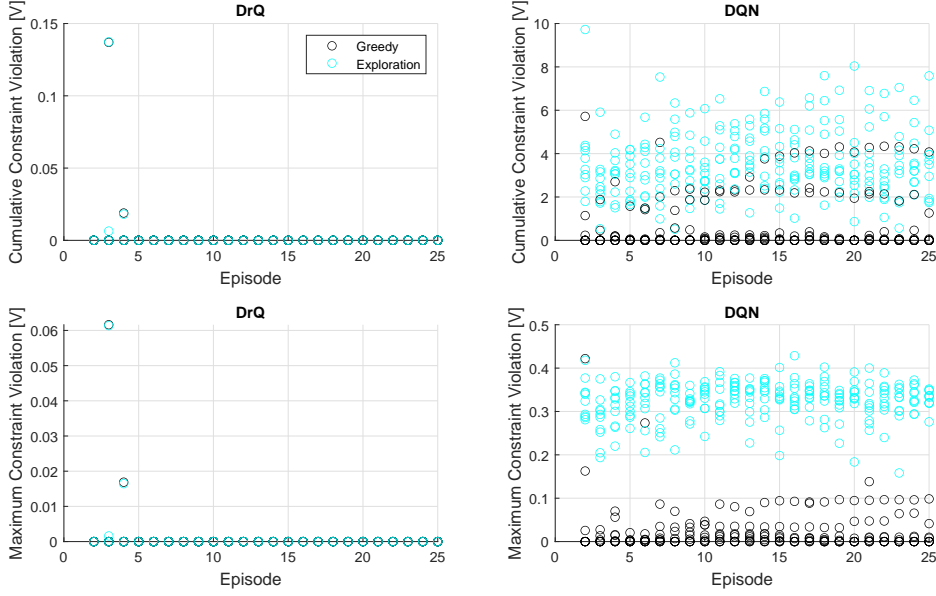 DrQ
Cumulative Constraint Violation [V]
0.15
0.1
0.05
0
0 5 10 15 20 25
Episode
Greedy
Exploration
DQN
Cumulative Constraint Violation [V]
10
8
6
4
2
0
0 5 10 15 20 25
Episode
DrQ
Maximum Constraint Violation [V]
0.06
0.05
0.04
0.03
0.02
0.01
0
0 5 10 15 20 25
Episode
DQN
Maximum Constraint Violation [V]
0.5
0.4
0.3
0.2
0.1
0
0 5 10 15 20 25
Episode